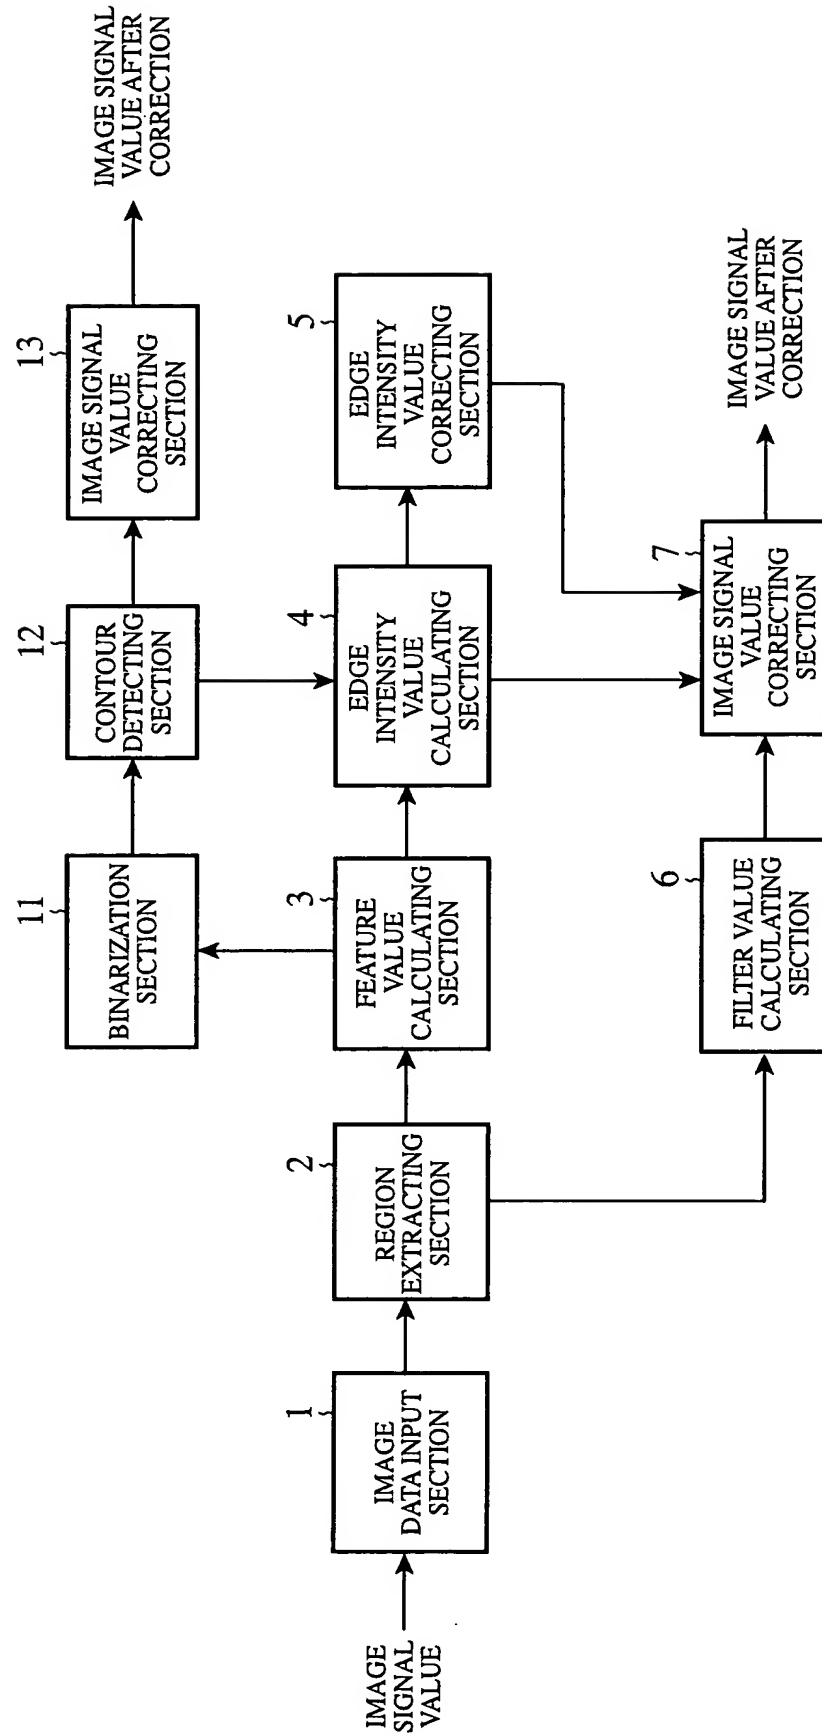 IMAGE
SIGNAL
VALUE
1
IMAGE
DATA INPUT
SECTION
2
REGION
EXTRACTING
SECTION
3
FEATURE
VALUE
CALCULATING
SECTION
4
EDGE
INTENSITY
VALUE
CALCULATING
SECTION
5
EDGE
INTENSITY
VALUE
CORRECTING
SECTION
11
BINARIZATION
SECTION
12
CONTOUR
DETECTING
SECTION
13
IMAGE SIGNAL
VALUE
CORRECTING
SECTION
IMAGE SIGNAL
VALUE AFTER
CORRECTION
6
FILTER VALUE
CALCULATING
SECTION
7
IMAGE SIGNAL
VALUE
CORRECTING
SECTION
IMAGE SIGNAL
VALUE AFTER
CORRECTION